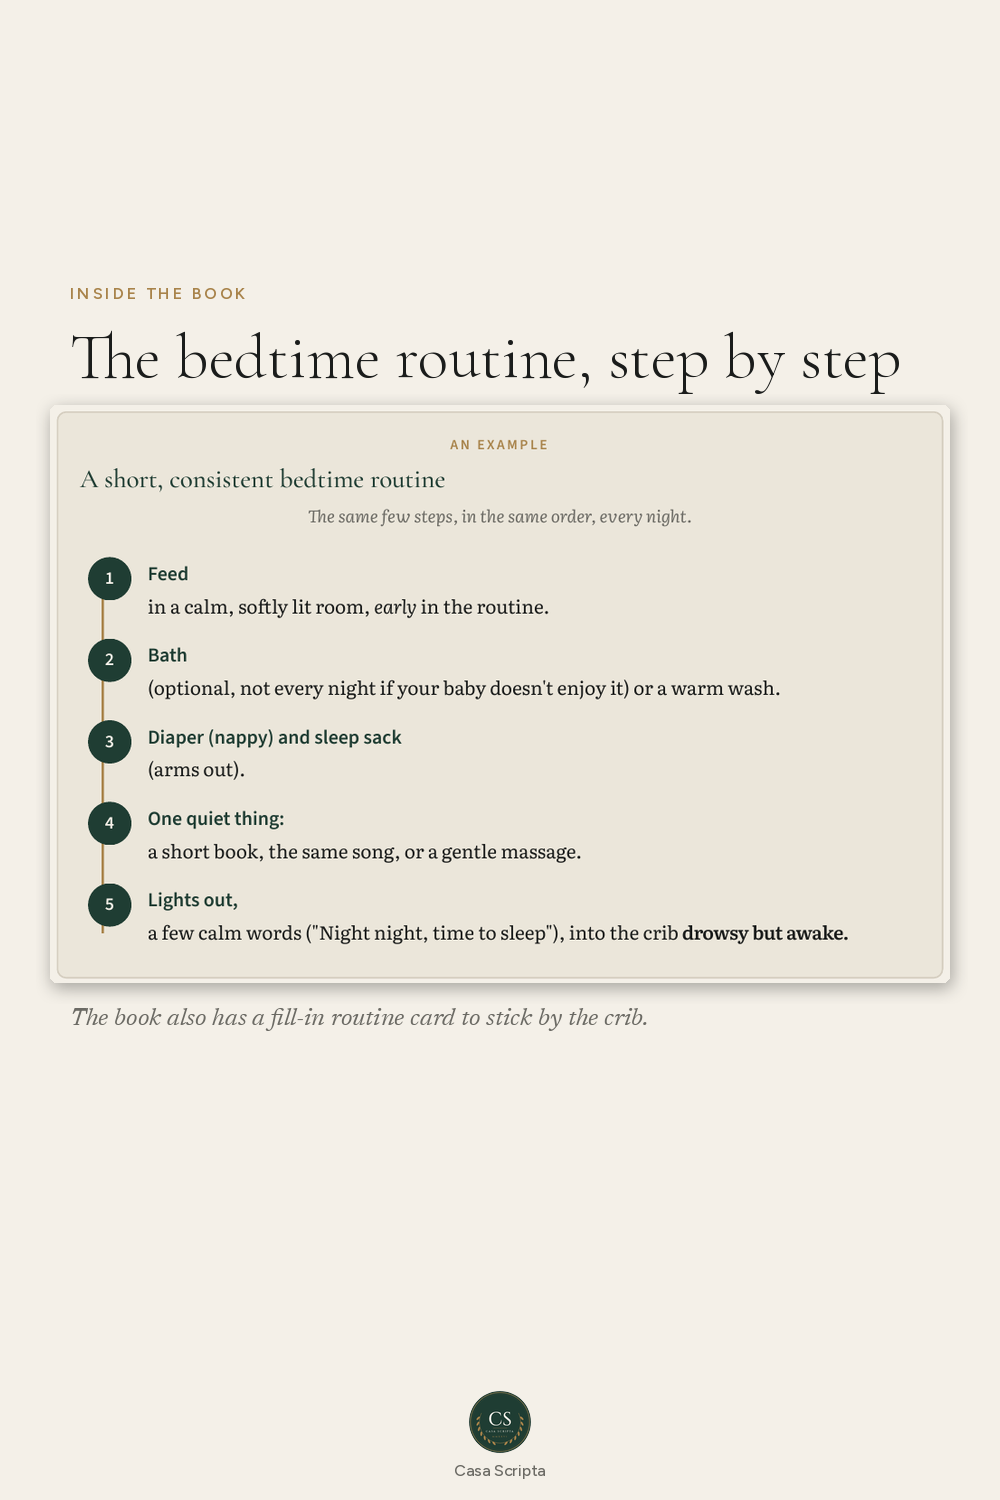 INSIDE THE BOOK
The bedtime routine, step by step
AN EXAMPLE
A short, consistent bedtime routine
The same few steps, in the same order, every night.
1
Feed
in a calm, softly lit room, early in the routine.
2
Bath
(optional, not every night if your baby doesn't enjoy it) or a warm wash.
3
Diaper (nappy) and sleep sack
(arms out).
4
One quiet thing:
a short book, the same song, or a gentle massage.
5
Lights out,
a few calm words ("Night night, time to sleep"), into the crib drowsy but awake.
The book also has a fill-in routine card to stick by the crib.
CS
CASA SCRIPTA
Casa Scripta